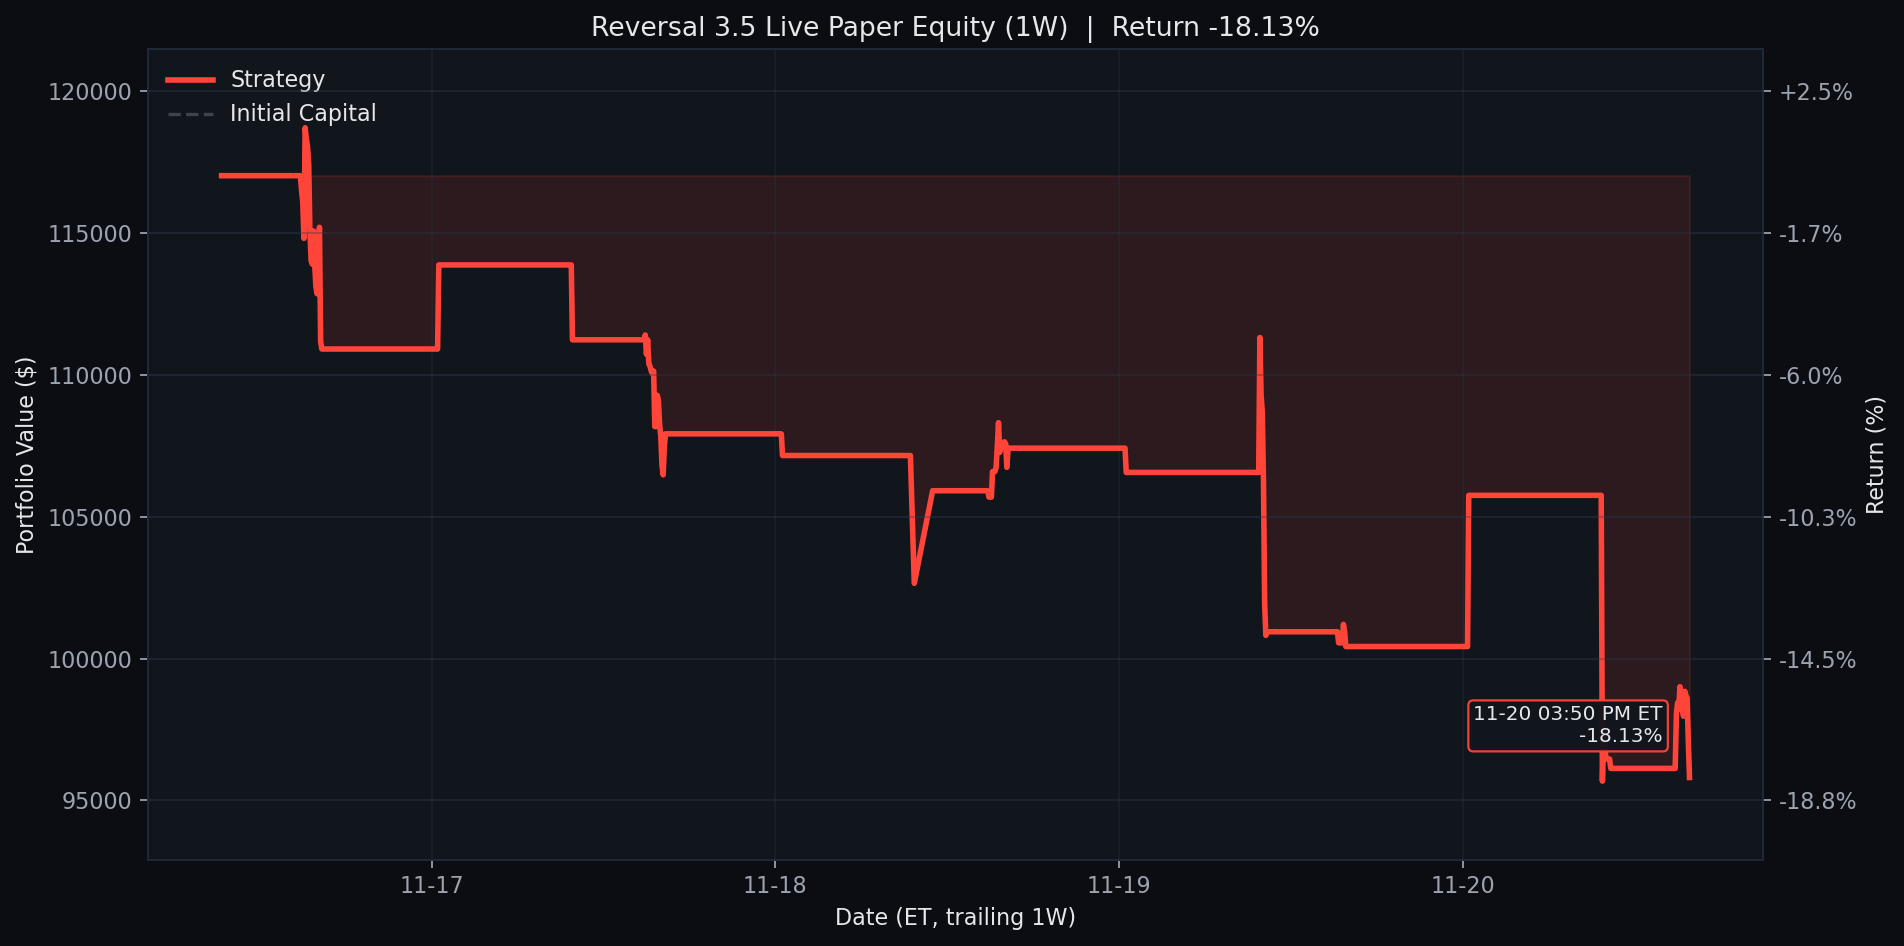 Reversal 3.5 Live Paper Equity (1W)  |  Return -18.13%
Strategy
Initial Capital
120000
115000
110000
105000
100000
95000
Portfolio Value ($)
+2.5%
-1.7%
-6.0%
-10.3%
-14.5%
-18.8%
Return (%)
11-20 03:50 PM ET
-18.13%
11-17
11-18
11-19
11-20
Date (ET, trailing 1W)